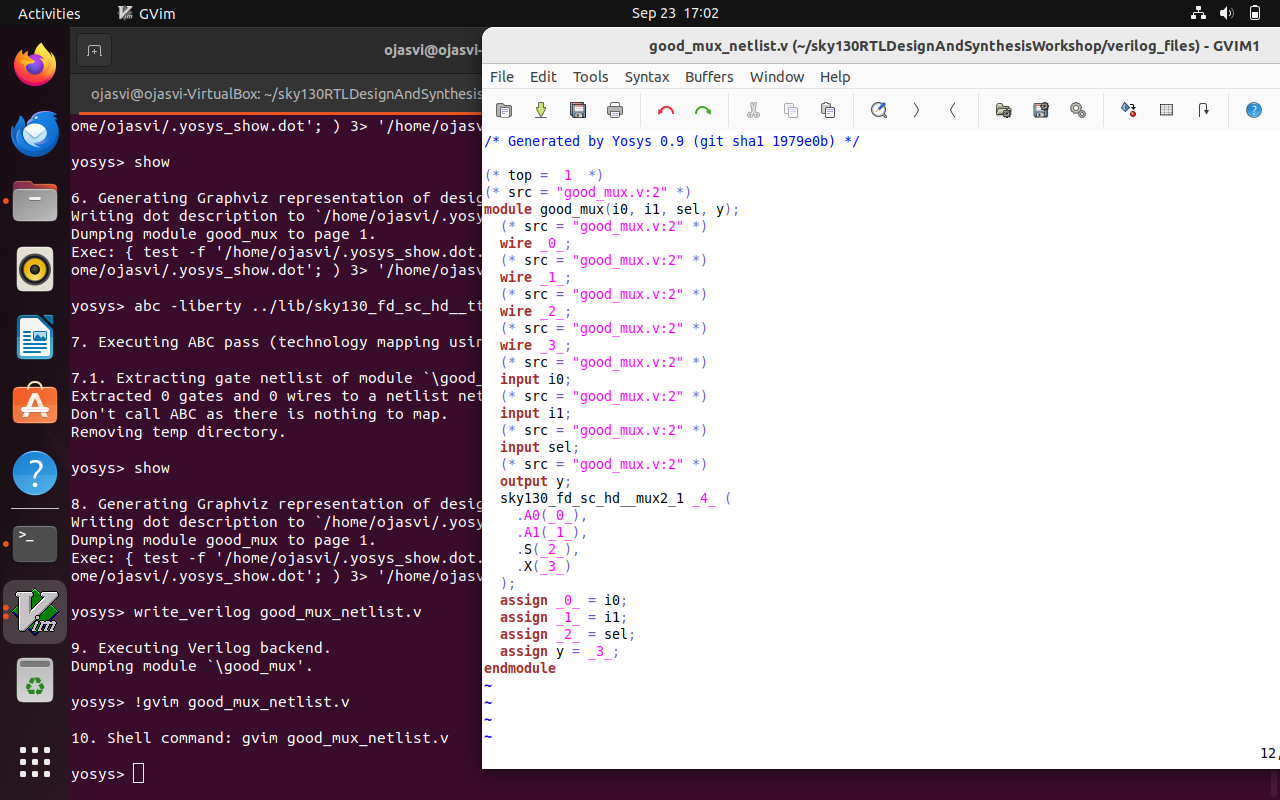 Activities
GVim
Sep 23 17:02
ojasvi@ojasvi-
ojasvi@ojasvi-VirtualBox: ~/sky130RTLDesignAndSynthesis
ome/ojasvi/.yosys_show.dot'; ) 3> '/home/ojasv
yosys> show
6. Generating Graphviz representation of desig
Writing dot description to `/home/ojasvi/.yosy
Dumping module good_mux to page 1.
Exec: { test -f '/home/ojasvi/.yosys_show.dot.
ome/ojasvi/.yosys_show.dot'; ) 3> '/home/ojasv
yosys> abc -liberty ../lib/sky130_fd_sc_hd__tt
7. Executing ABC pass (technology mapping usin
7.1. Extracting gate netlist of module `\good_
Extracted 0 gates and 0 wires to a netlist net
Don't call ABC as there is nothing to map.
Removing temp directory.
yosys> show
8. Generating Graphviz representation of desig
Writing dot description to `/home/ojasvi/.yosy
Dumping module good_mux to page 1.
Exec: { test -f '/home/ojasvi/.yosys_show.dot.
ome/ojasvi/.yosys_show.dot'; ) 3> '/home/ojasv
yosys> write_verilog good_mux_netlist.v
9. Executing Verilog backend.
Dumping module `\good_mux'.
yosys> !gvim good_mux_netlist.v
10. Shell command: gvim good_mux_netlist.v
yosys>
good_mux_netlist.v (~/sky130RTLDesignAndSynthesisWorkshop/verilog_files) - GVIM1
File Edit Tools Syntax Buffers Window Help
/* Generated by Yosys 0.9 (git sha1 1979e0b) */
(* top =  1  *)
(* src = "good_mux.v:2" *)
module good_mux(i0, i1, sel, y);
  (* src = "good_mux.v:2" *)
  wire _0_;
  (* src = "good_mux.v:2" *)
  wire _1_;
  (* src = "good_mux.v:2" *)
  wire _2_;
  (* src = "good_mux.v:2" *)
  wire _3_;
  (* src = "good_mux.v:2" *)
  input i0;
  (* src = "good_mux.v:2" *)
  input i1;
  (* src = "good_mux.v:2" *)
  input sel;
  (* src = "good_mux.v:2" *)
  output y;
  sky130_fd_sc_hd__mux2_1 _4_ (
    .A0(_0_),
    .A1(_1_),
    .S(_2_),
    .X(_3_)
  );
  assign _0_ = i0;
  assign _1_ = i1;
  assign _2_ = sel;
  assign y = _3_;
endmodule
~
~
~
~
12,